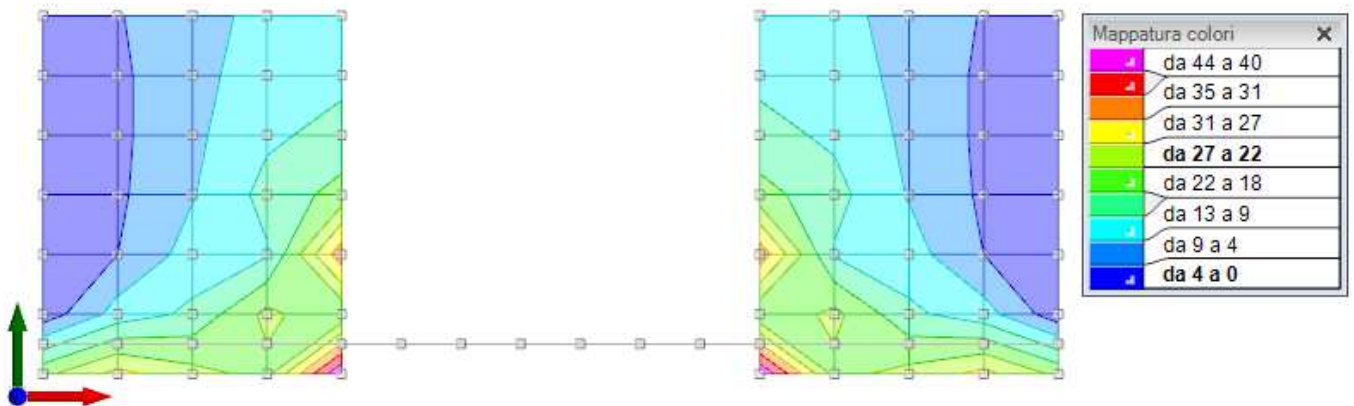 Mappatura colori
da 44 a 40
da 35 a 31
da 31 a 27
da 27 a 22
da 22 a 18
da 13 a 9
da 9 a 4
da 4 a 0